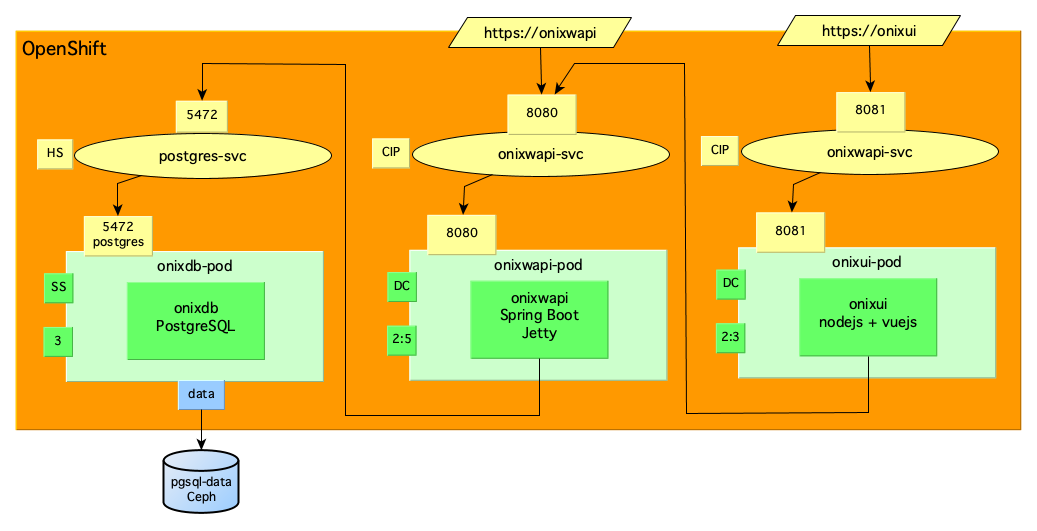 https://onixwapi
https://onixui
OpenShift
5472
8080
8081
HS
postgres-svc
CIP
onixwapi-svc
CIP
onixwapi-svc
5472
postgres
8080
8081
onixdb-pod
onixwapi-pod
onixui-pod
SS
onixdb
PostgreSQL
3
DC
onixwapi
Spring Boot
Jetty
2:5
DC
onixui
nodejs + vuejs
2:3
data
pgsql-data
Ceph